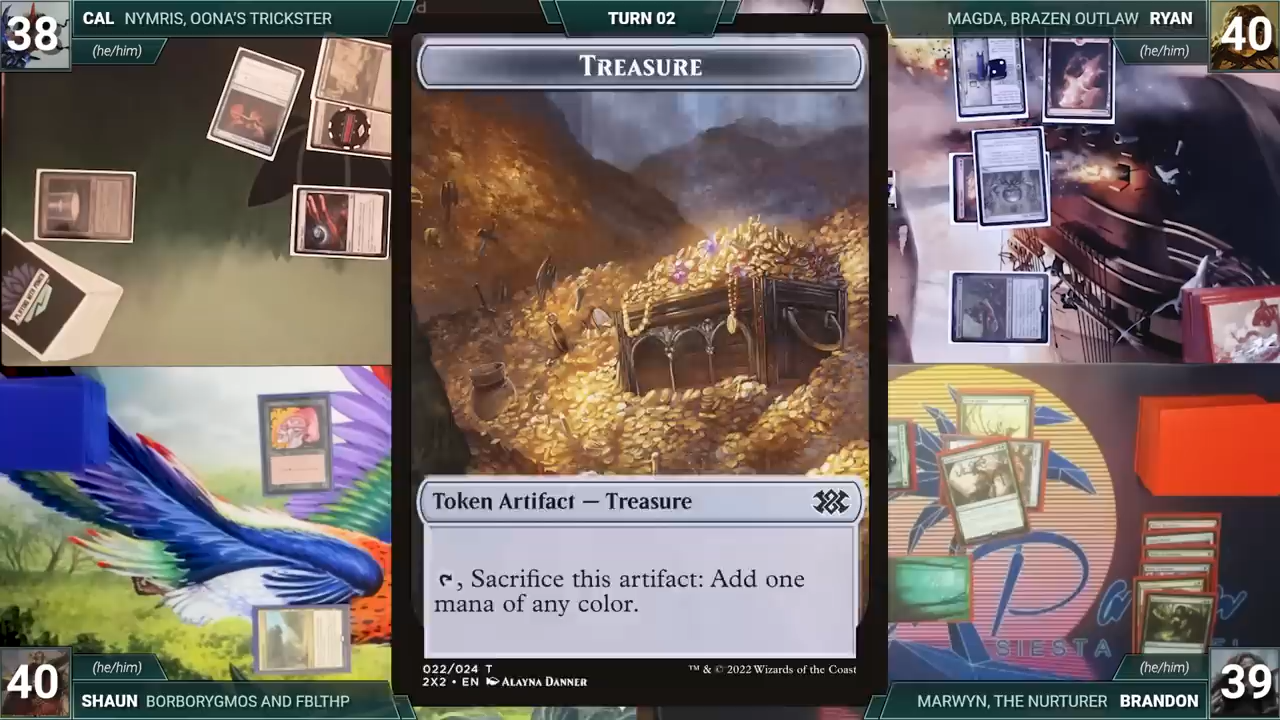 38
CAL NYMRIS, OONA'S TRICKSTER
(he/him)
TURN 02
MAGDA, BRAZEN OUTLAW RYAN
(he/him)
40
TREASURE
Token Artifact — Treasure
, Sacrifice this artifact: Add one
mana of any color.
022/024 T
2X2 • EN ALAYNA DANNER
™ & © 2022 Wizards of the Coast
SIESTA
40
(he/him)
SHAUN BORBORYGMOS AND FBLTHP
(he/him)
MARWYN, THE NURTURER BRANDON
39